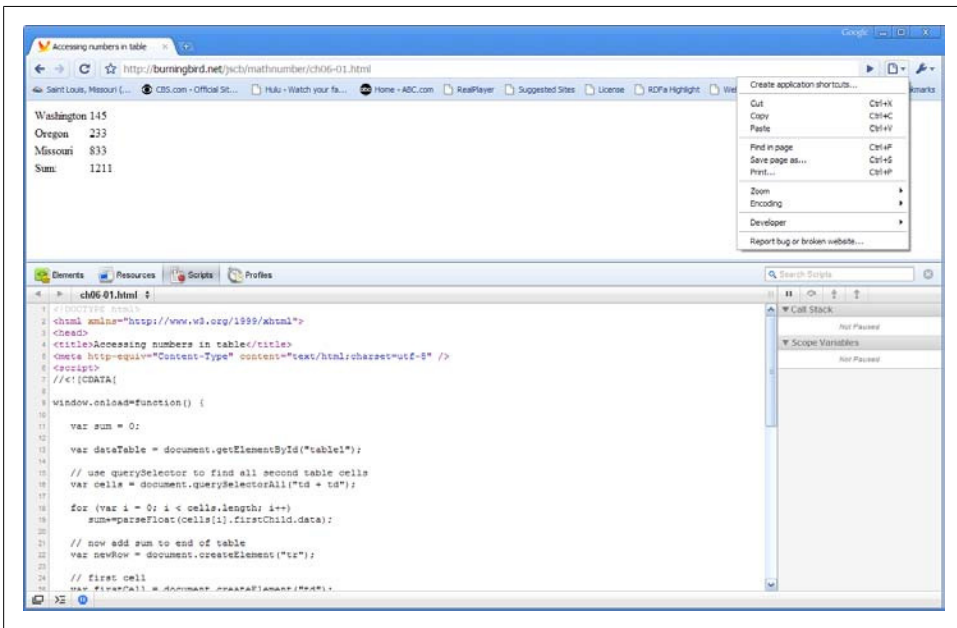 Google
Accessing numbers in table
http://burningbird.net/jscb/mathnumber/ch06-01.html
Saint Louis, Missouri (... CBS.com - Official Sit... Hulu - Watch your fa... Home - ABC.com RealPlayer Suggested Sites License RDFa Highlight
Create application shortcuts...
Cut Ctrl+X
Copy Ctrl+C
Paste Ctrl+V
Find in page Ctrl+F
Save page as... Ctrl+S
Print... Ctrl+P
Zoom
Encoding
Developer
Report bug or broken website...
Washington 145
Oregon 233
Missouri 833
Sum: 1211
Elements Resources Scripts Profiles Search Scripts
ch06-01.html
1 <!DOCTYPE html>
2 <html xmlns="http://www.w3.org/1999/xhtml">
3 <head>
4 <title>Accessing numbers in table</title>
5 <meta http-equiv="Content-Type" content="text/html;charset=utf-8" />
6 <script>
7 //<![CDATA[
8
9 window.onload=function() {
10
11 var sum = 0;
12
13 var dataTable = document.getElementById("table1");
14
15 // use querySelector to find all second table cells
16 var cells = document.querySelectorAll("td + td");
17
18 for (var i = 0; i < cells.length; i++)
19 sum+=parseFloat(cells[i].firstChild.data);
20
21 // now add sum to end of table
22 var newRow = document.createElement("tr");
23
24 // first cell
25 var firstCell = document.createElement("td");
Call Stack
Not Paused
Scope Variables
Not Paused